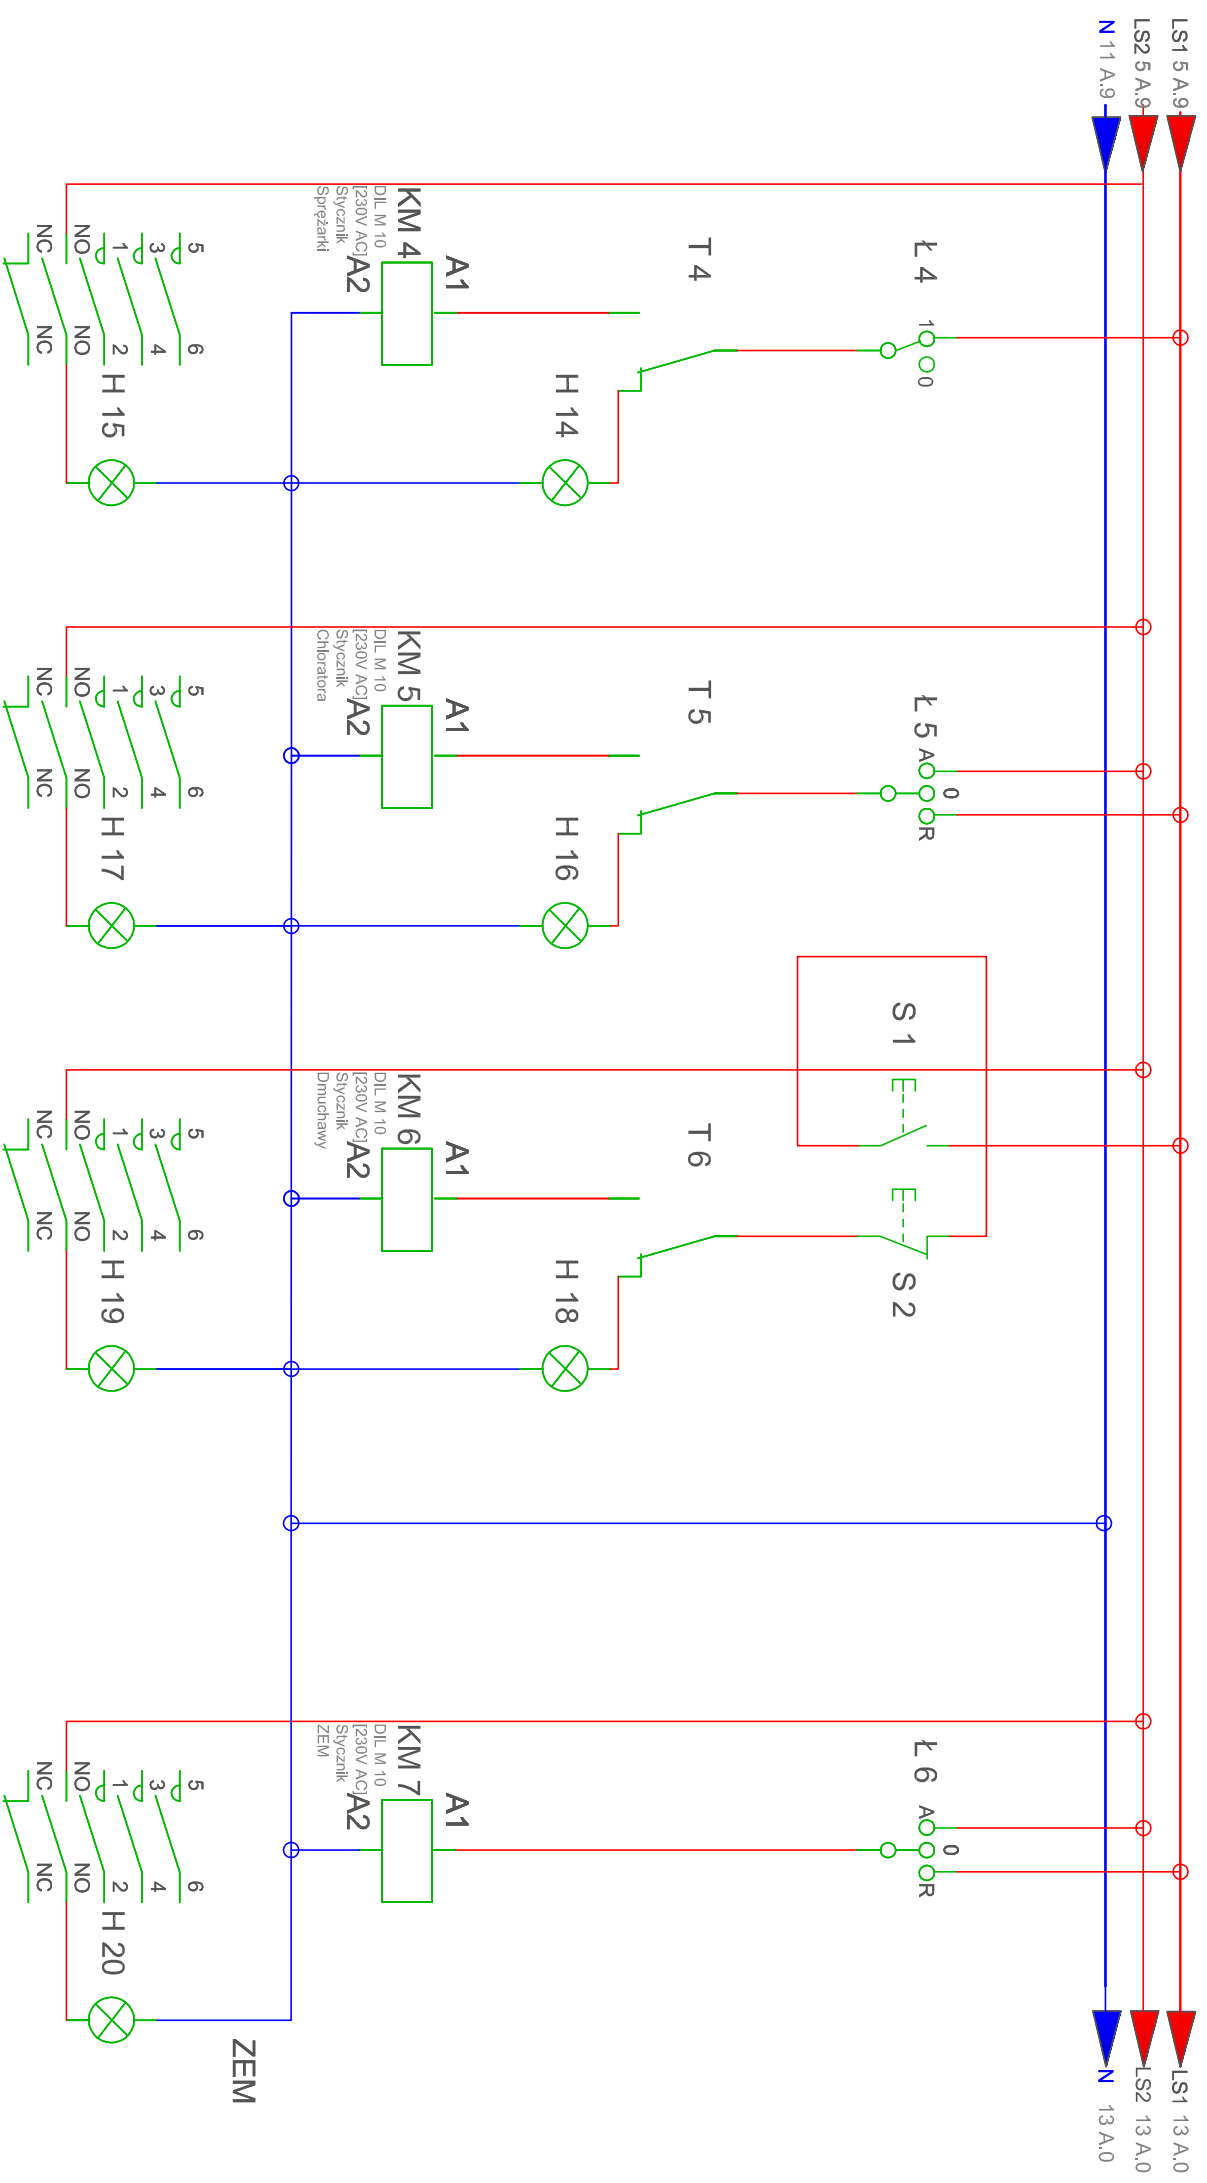 LS1 5 A.9
LS2 5 A.9
N 11 A.9
Ł 4
1
0
T 4
H 14
KM 4
A1
A2
DIL M 10
[230V AC]
Stycznik
Sprężarki
5 6
3 4
1 2
NO NO
NC NC
H 15
Ł 5
A
0
R
T 5
H 16
KM 5
A1
A2
DIL M 10
[230V AC]
Stycznik
Chloratora
5 6
3 4
1 2
NO NO
NC NC
H 17
S 1
S 2
T 6
H 18
KM 6
A1
A2
DIL M 10
[230V AC]
Stycznik
Dmuchawy
5 6
3 4
1 2
NO NO
NC NC
H 19
Ł 6
A
0
R
KM 7
A1
A2
DIL M 10
[230V AC]
Stycznik
ZEM
5 6
3 4
1 2
NO NO
NC NC
H 20
ZEM
LS1 13 A.0
LS2 13 A.0
N 13 A.0